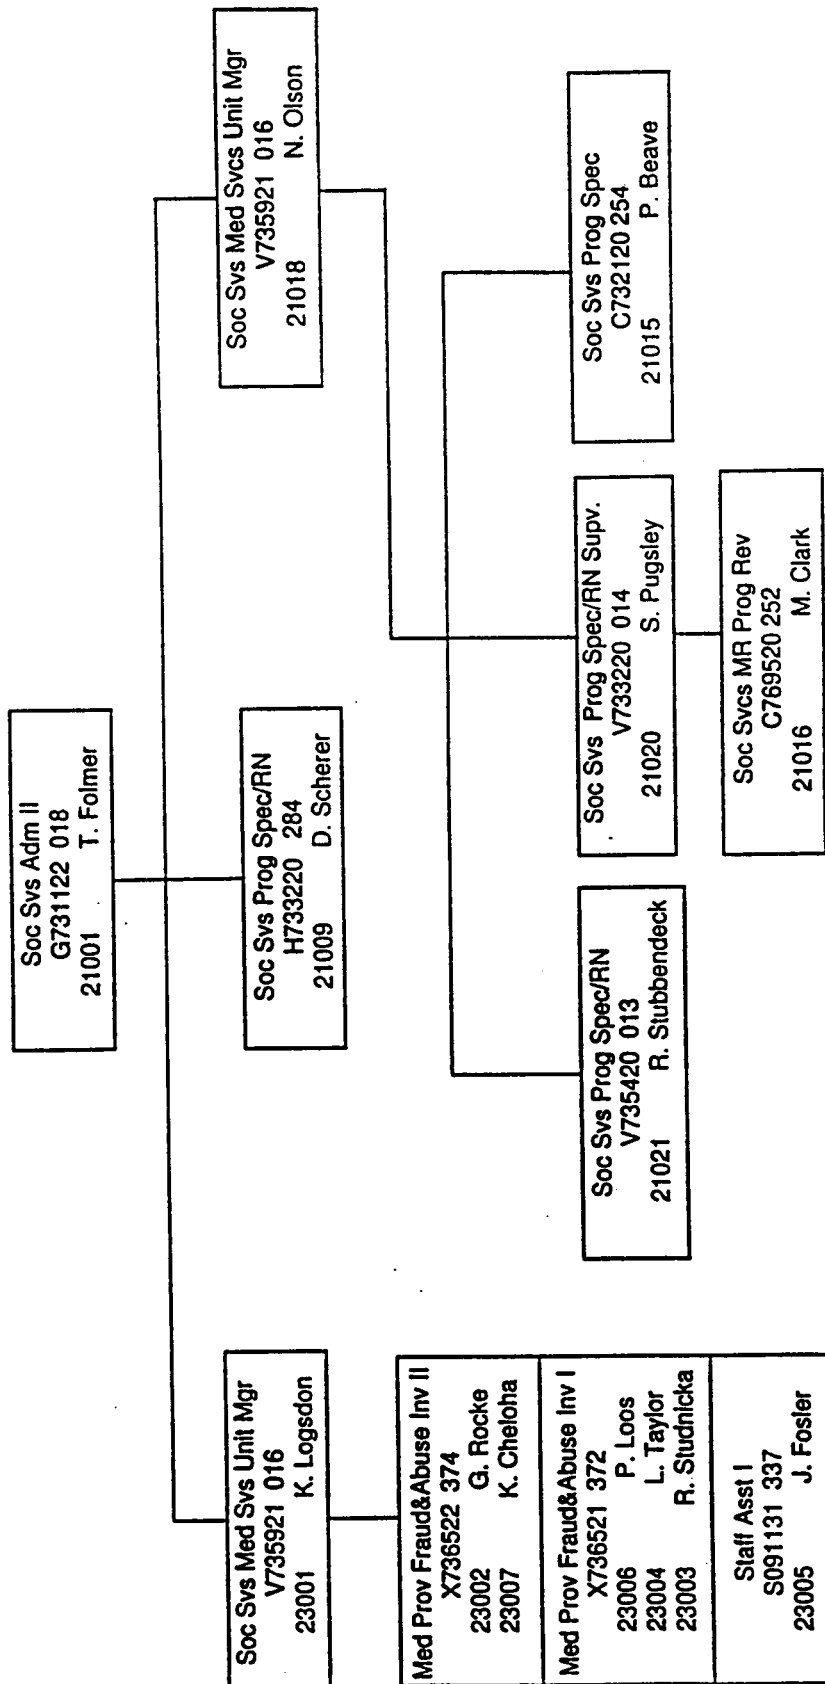 Soc Svs Adm II
G731122 018
21001 T. Folmer
Soc Svs Med Svs Unit Mgr
V735921 016
23001 K. Logsdon
Soc Svs Prog Spec/RN
H733220 284
21009 D. Scherer
Soc Svs Med Svcs Unit Mgr
V735921 016
21018 N. Olson
Med Prov Fraud&Abuse Inv II
X736522 374
23002 G. Rocke
23007 K. Cheloha
Med Prov Fraud&Abuse Inv I
X736521 372
23006 P. Loos
23004 L. Taylor
23003 R. Studnicka
Staff Asst I
S091131 337
23005 J. Fosler
Soc Svs Prog Spec/RN
V735420 013
21021 R. Stubbendeck
Soc Svs Prog Spec/RN Supv.
V733220 014
21020 S. Pugsley
Soc Svs Prog Spec
C732120 254
21015 P. Beave
Soc Svcs MR Prog Rev
C769520 252
21016 M. Clark